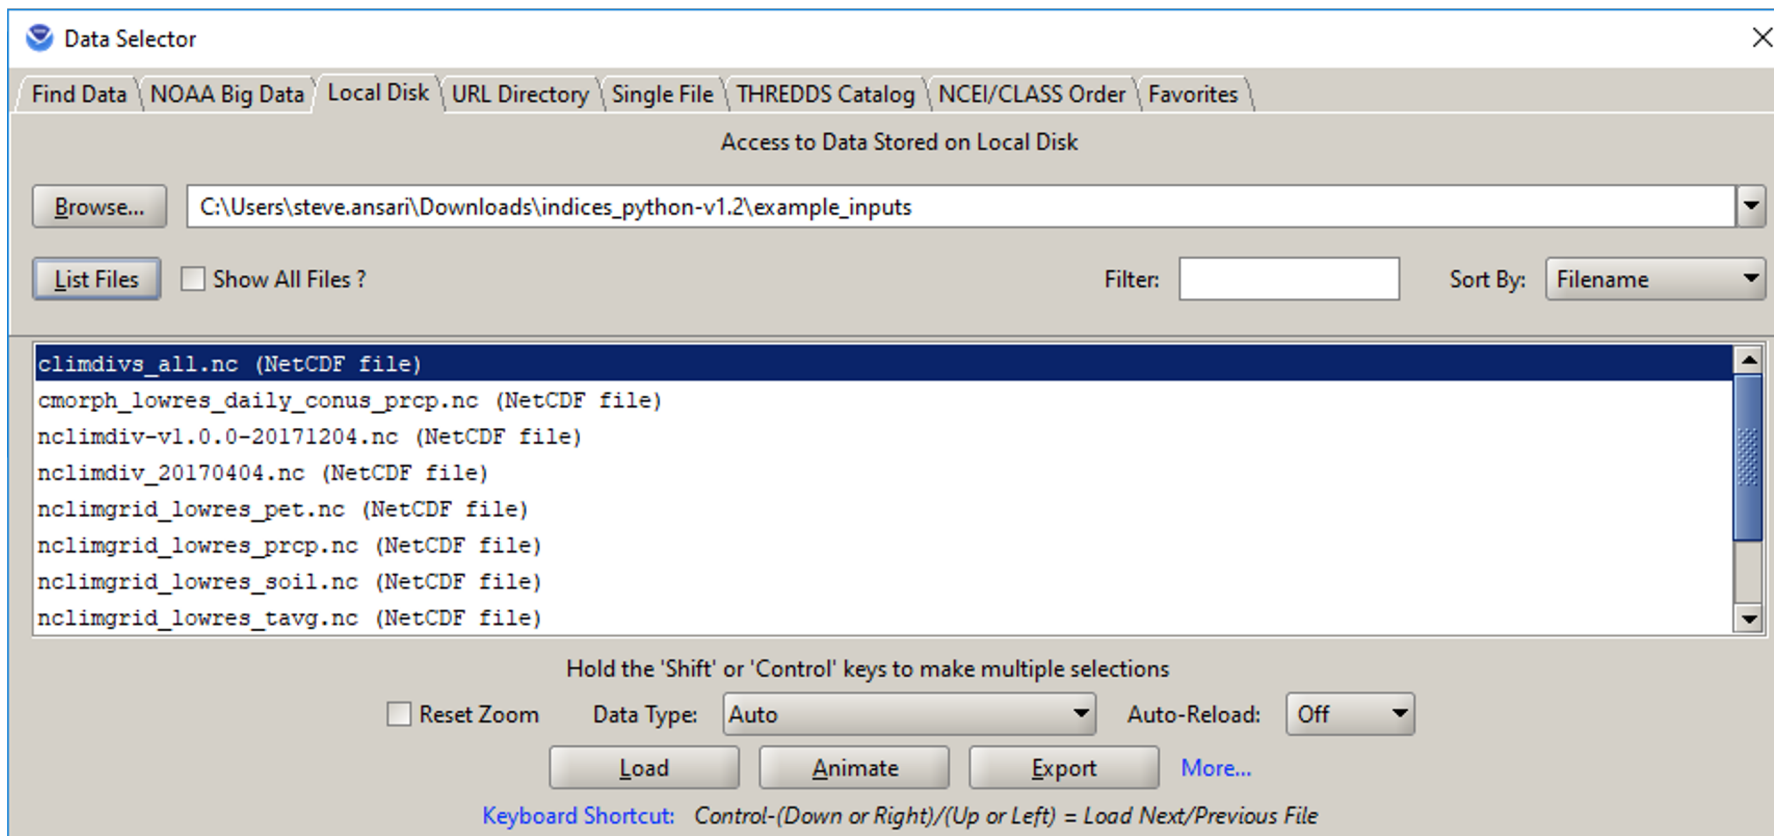 Data Selector
Find Data NOAA Big Data Local Disk URL Directory Single File THREDDS Catalog NCEI/CLASS Order Favorites
Access to Data Stored on Local Disk
Browse... C:\Users\steve.ansari\Downloads\indices_python-v1.2\example_inputs
List Files Show All Files ? Filter: Sort By: Filename
climdivs_all.nc (NetCDF file)
cmorph_lowres_daily_conus_prcp.nc (NetCDF file)
nclimdiv-v1.0.0-20171204.nc (NetCDF file)
nclimdiv_20170404.nc (NetCDF file)
nclimgrid_lowres_pet.nc (NetCDF file)
nclimgrid_lowres_prcp.nc (NetCDF file)
nclimgrid_lowres_soil.nc (NetCDF file)
nclimgrid_lowres_tavg.nc (NetCDF file)
Hold the 'Shift' or 'Control' keys to make multiple selections
Reset Zoom Data Type: Auto Auto-Reload: Off
Load Animate Export More...
Keyboard Shortcut: Control-(Down or Right)/(Up or Left) = Load Next/Previous File